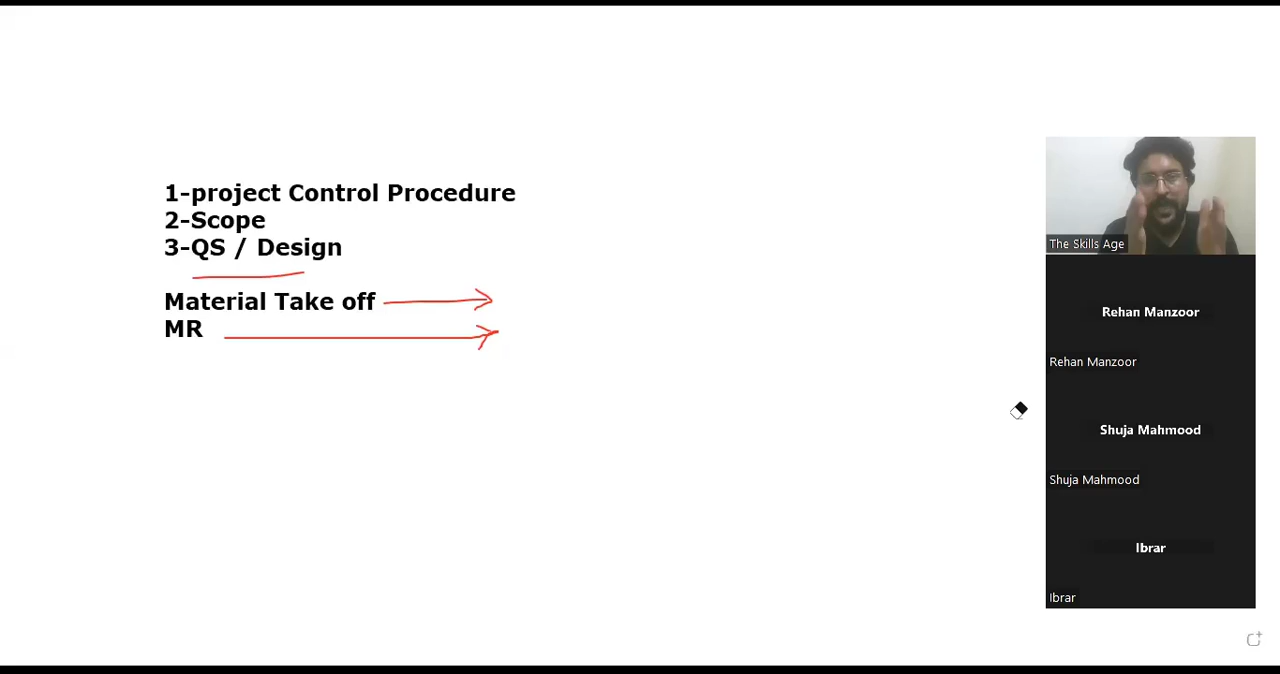 1-project Control Procedure
2-Scope
3-QS / Design
Material Take off
MR
The Skills Age
Rehan Manzoor
Rehan Manzoor
Shuja Mahmood
Shuja Mahmood
Ibrar
Ibrar